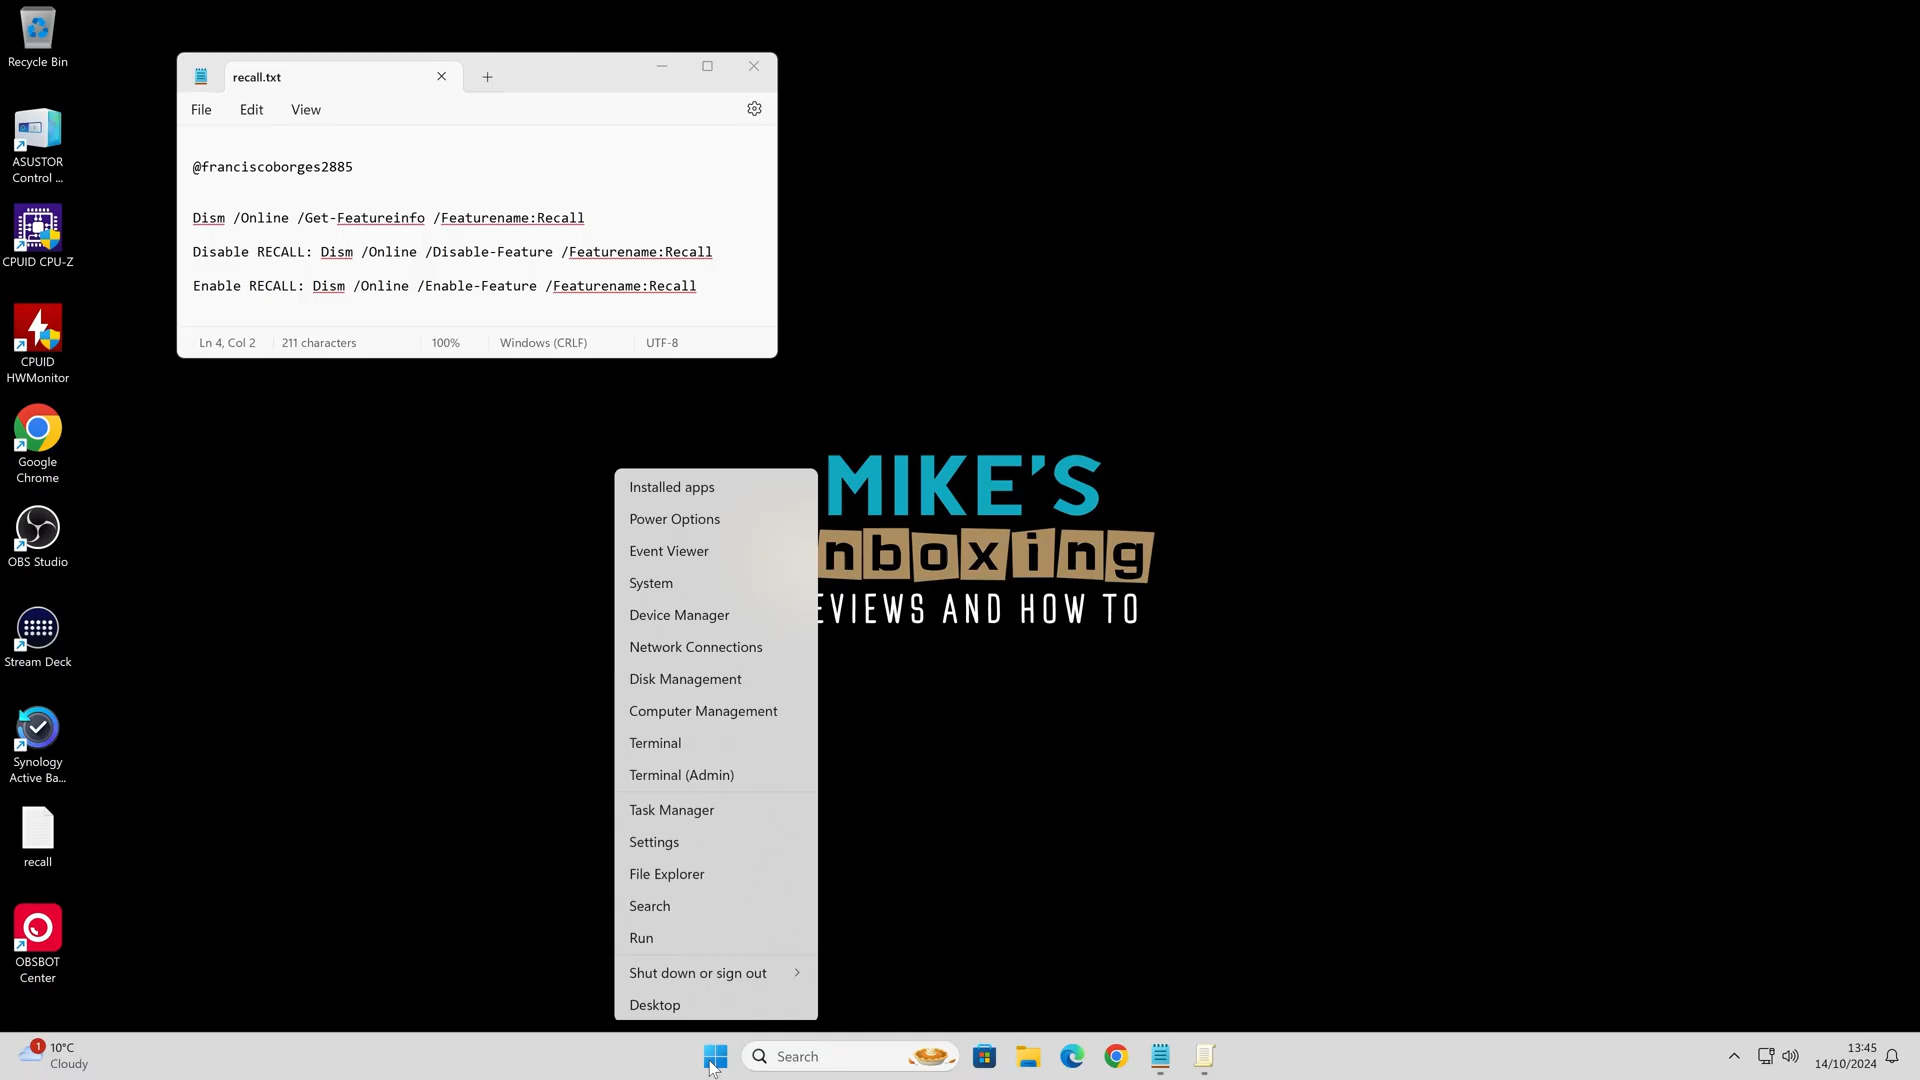 Recycle Bin
ASUSTOR
Control ...
CPUID CPU-Z
CPUID
HWMonitor
Google
Chrome
OBS Studio
Stream Deck
Synology
Active Ba...
recall
OBSBOT
Center
recall.txt
File Edit View
@franciscoborges2885
Dism /Online /Get-Featureinfo /Featurename:Recall
Disable RECALL: Dism /Online /Disable-Feature /Featurename:Recall
Enable RECALL: Dism /Online /Enable-Feature /Featurename:Recall
Ln 4, Col 2 211 characters 100% Windows (CRLF) UTF-8
MIKE'S
nboxing
EVIEWS AND HOW TO
Installed apps
Power Options
Event Viewer
System
Device Manager
Network Connections
Disk Management
Computer Management
Terminal
Terminal (Admin)
Task Manager
Settings
File Explorer
Search
Run
Shut down or sign out
Desktop
1
10°C
Cloudy
Search
13:45
14/10/2024